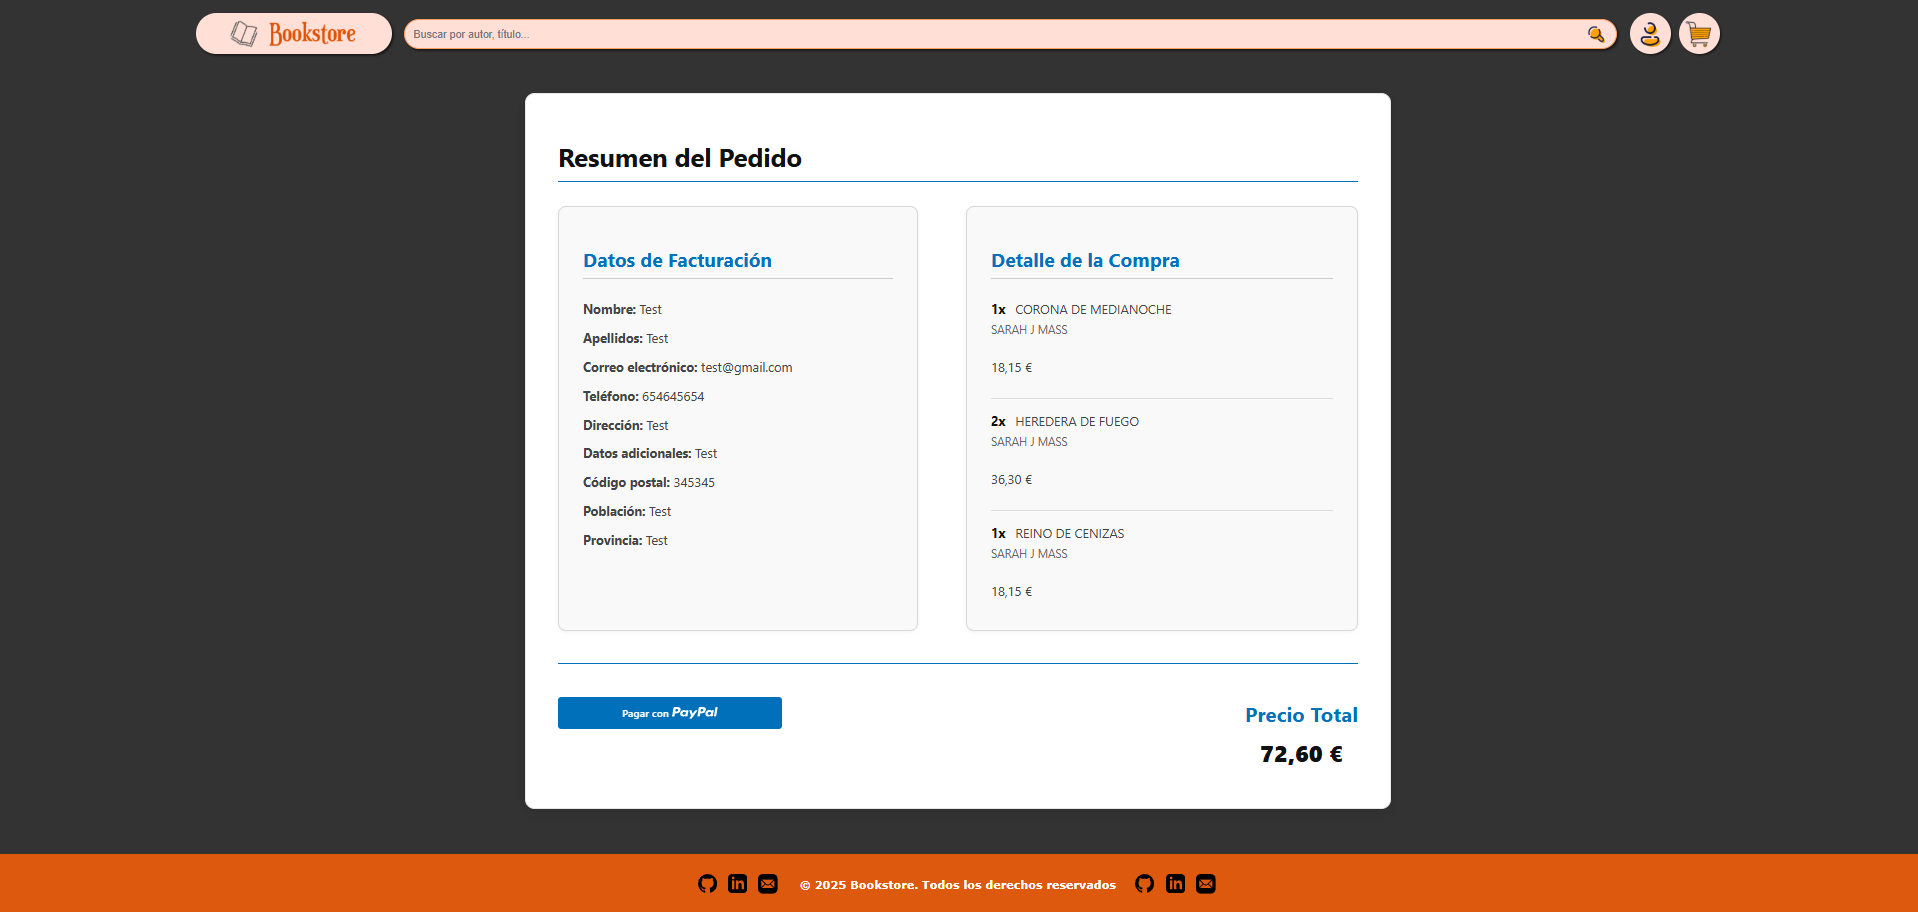 Bookstore
Buscar por autor, título...
Resumen del Pedido
Datos de Facturación
Nombre: Test
Apellidos: Test
Correo electrónico: test@gmail.com
Teléfono: 654645654
Dirección: Test
Datos adicionales: Test
Código postal: 345345
Población: Test
Provincia: Test
Detalle de la Compra
1x CORONA DE MEDIANOCHE
SARAH J MASS
18,15 €
2x HEREDERA DE FUEGO
SARAH J MASS
36,30 €
1x REINO DE CENIZAS
SARAH J MASS
18,15 €
Pagar con PayPal
Precio Total
72,60 €
© 2025 Bookstore. Todos los derechos reservados